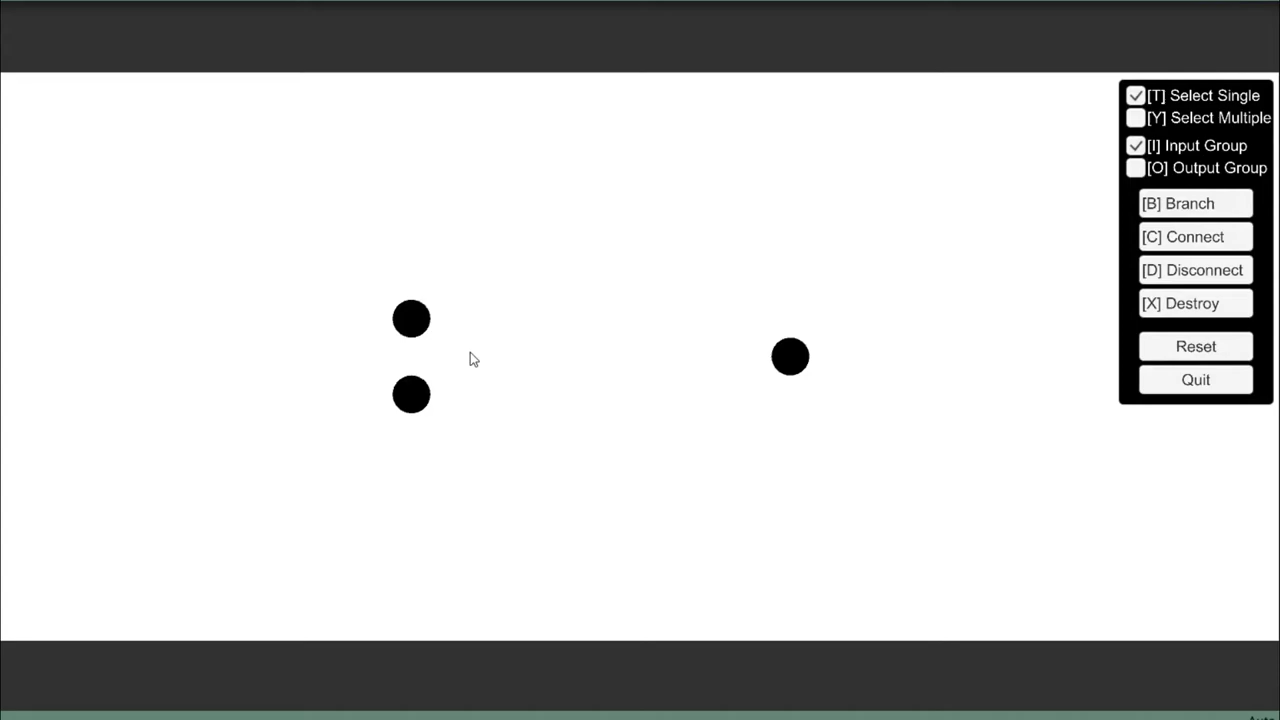 [T] Select Single
[Y] Select Multiple
[I] Input Group
[O] Output Group
[B] Branch
[C] Connect
[D] Disconnect
[X] Destroy
Reset
Quit